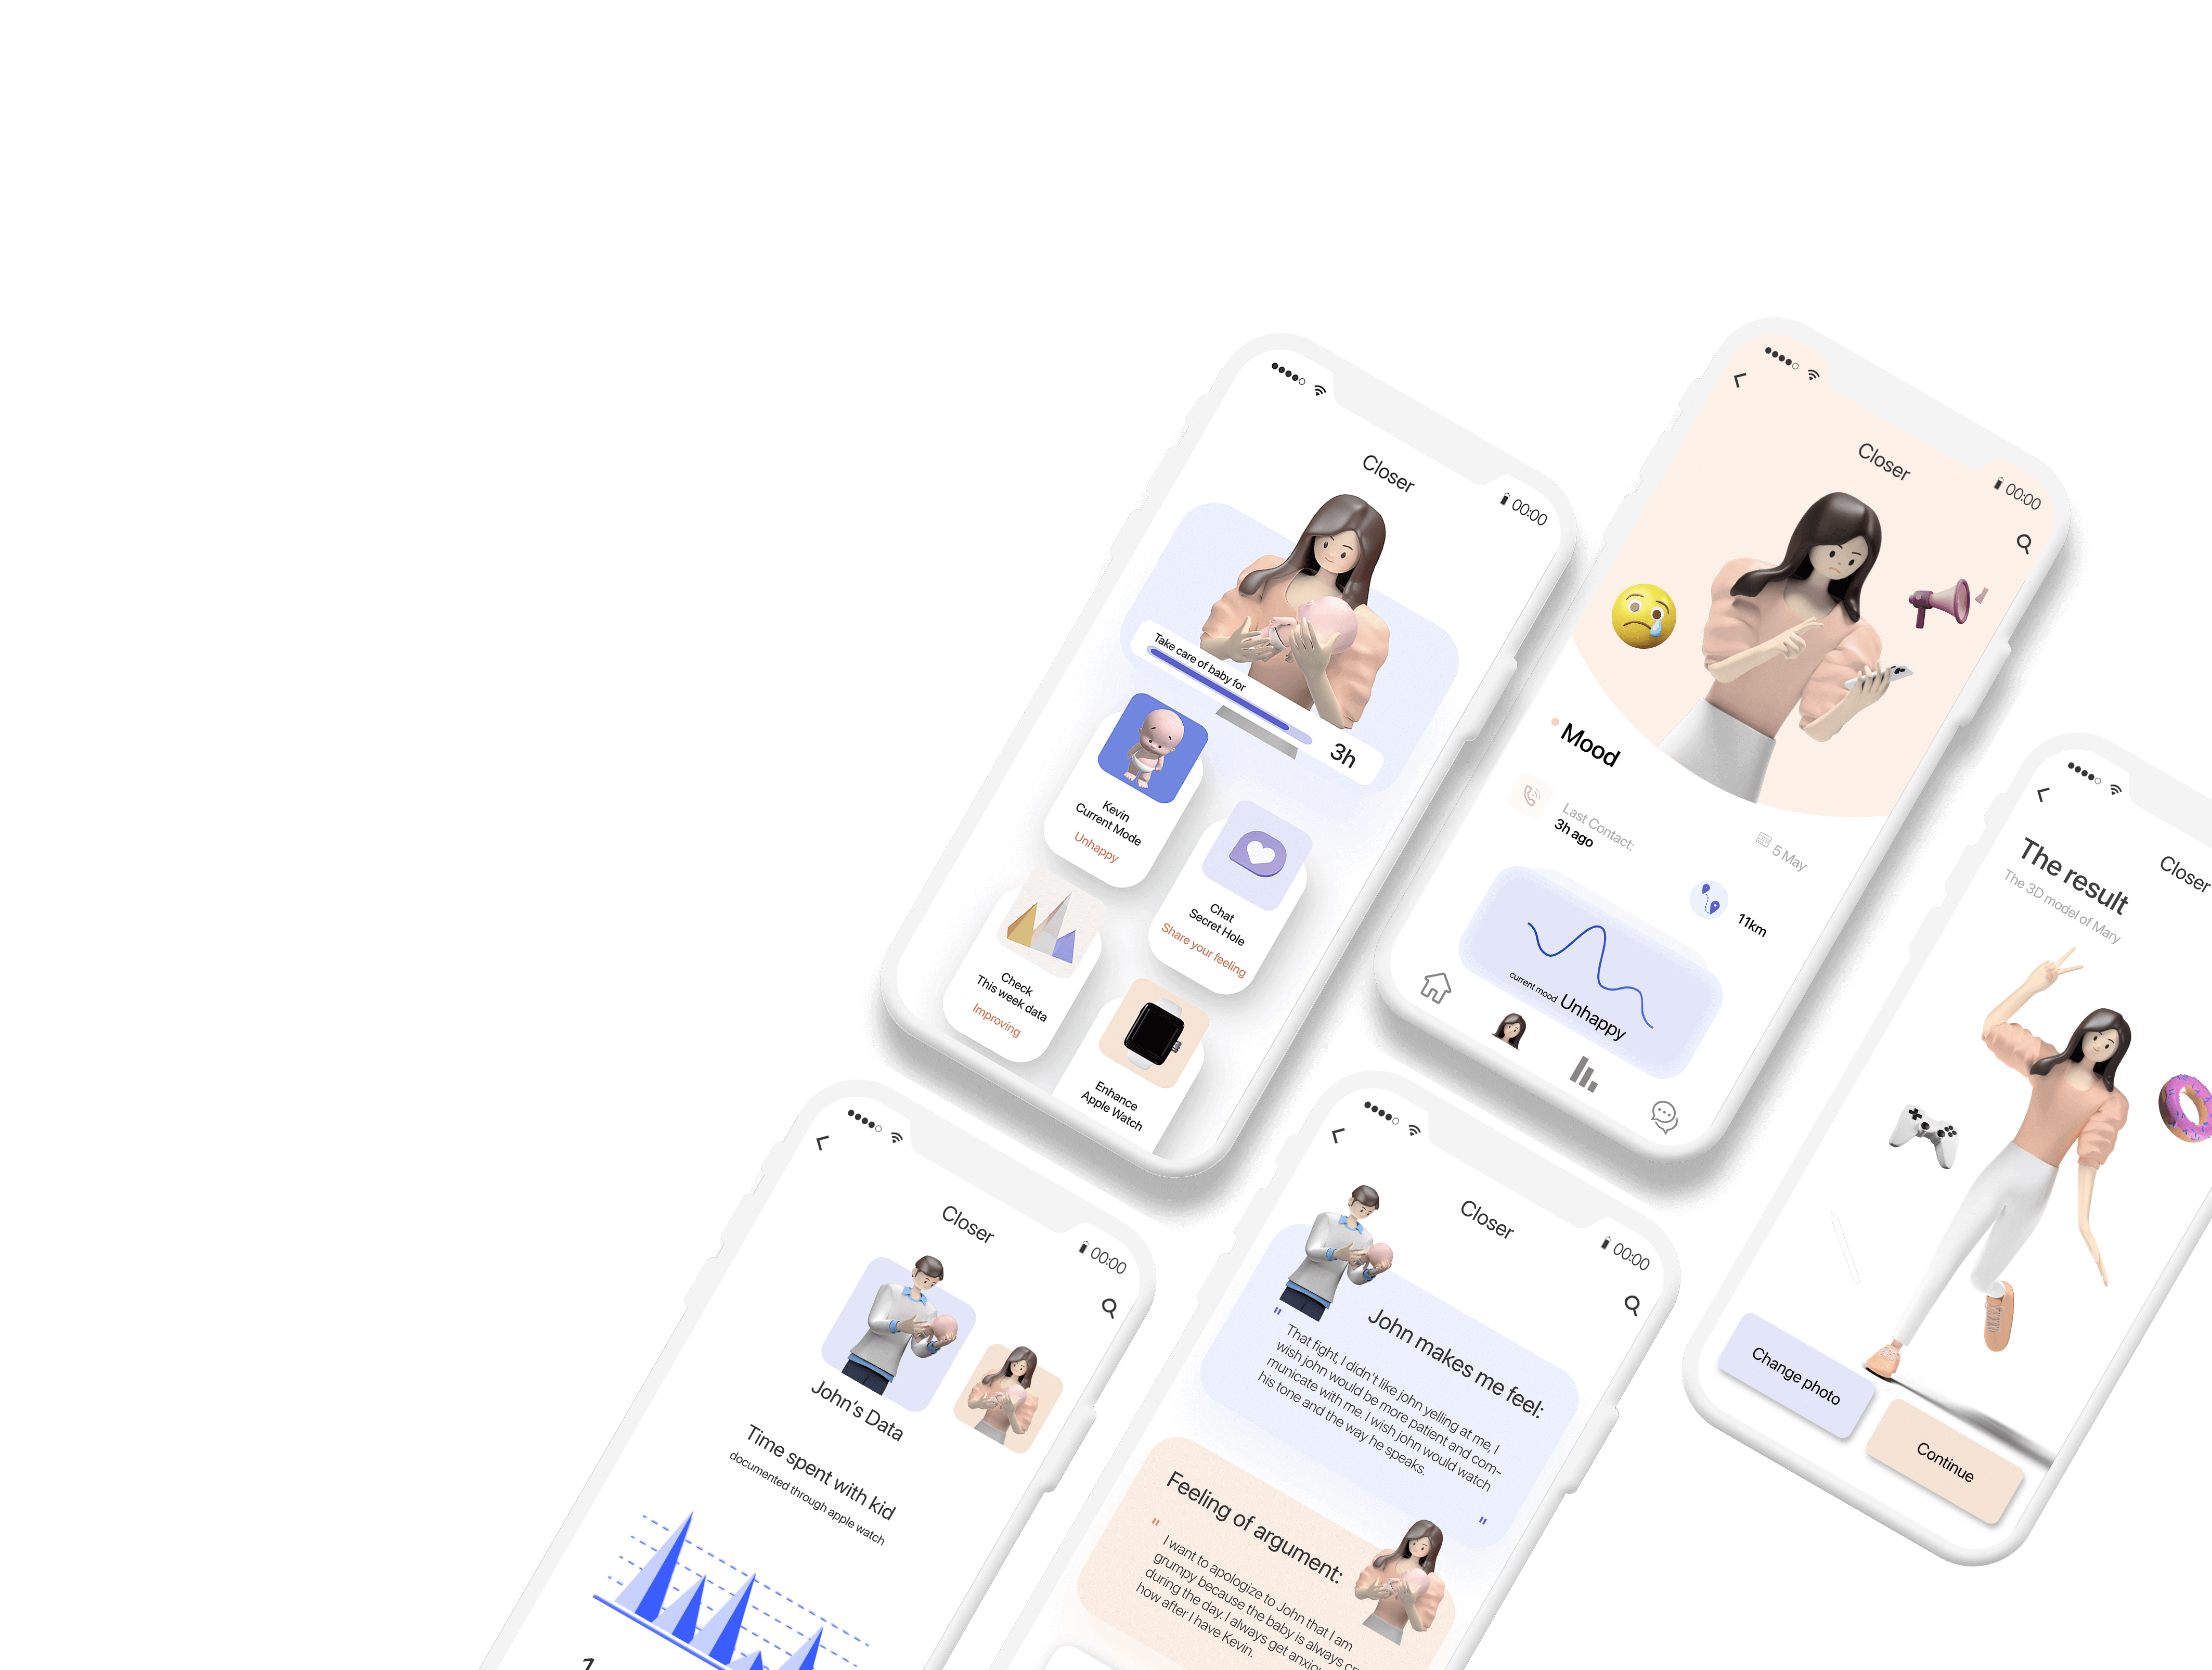 00:00
Closer
Take care of baby for
3h
Kevin
Current Mode
Unhappy
Chat
Secret Hole
Share your feeling
Check
This week data
Improving
Enhance
Apple Watch
00:00
Closer
Mood
Last Contact:
3h ago
5 May
11km
current mood Unhappy
Closer
The result
The 3D model of Mary
Change photo
Continue
00:00
Closer
John's Data
Time spent with kid
documented through apple watch
1
00:00
Closer
John makes me feel:
"
That fight, I didn't like john yelling at me, I
wish john would be more patient and com-
municate with me. I wish john would watch
his tone and the way he speaks.
"
Feeling of argument:
"
I want to apologize to John that I am
grumpy because the baby is always
during the day. I always get
how after I have Kevin.